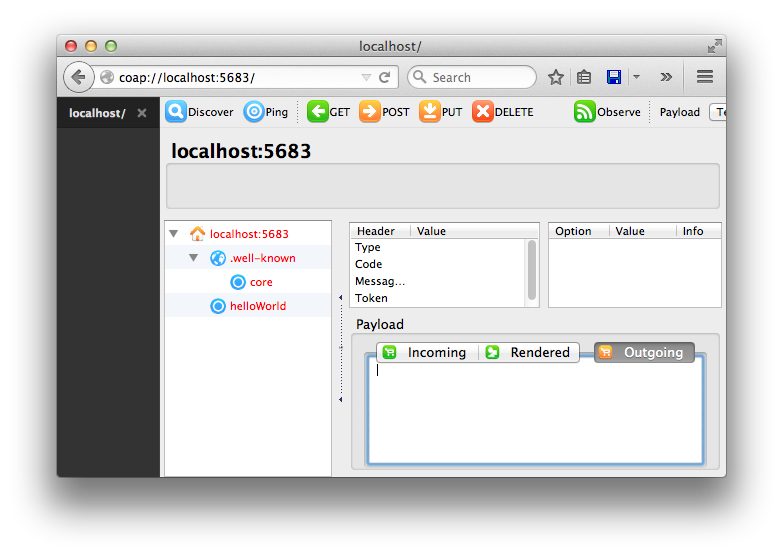 localhost/
coap://localhost:5683/
Search
localhost/
Discover Ping GET POST PUT DELETE Observe Payload Te
localhost:5683
localhost:5683
.well-known
core
helloWorld
Header Value
Type
Code
Messag...
Token
Option Value Info
Payload
Incoming Rendered Outgoing